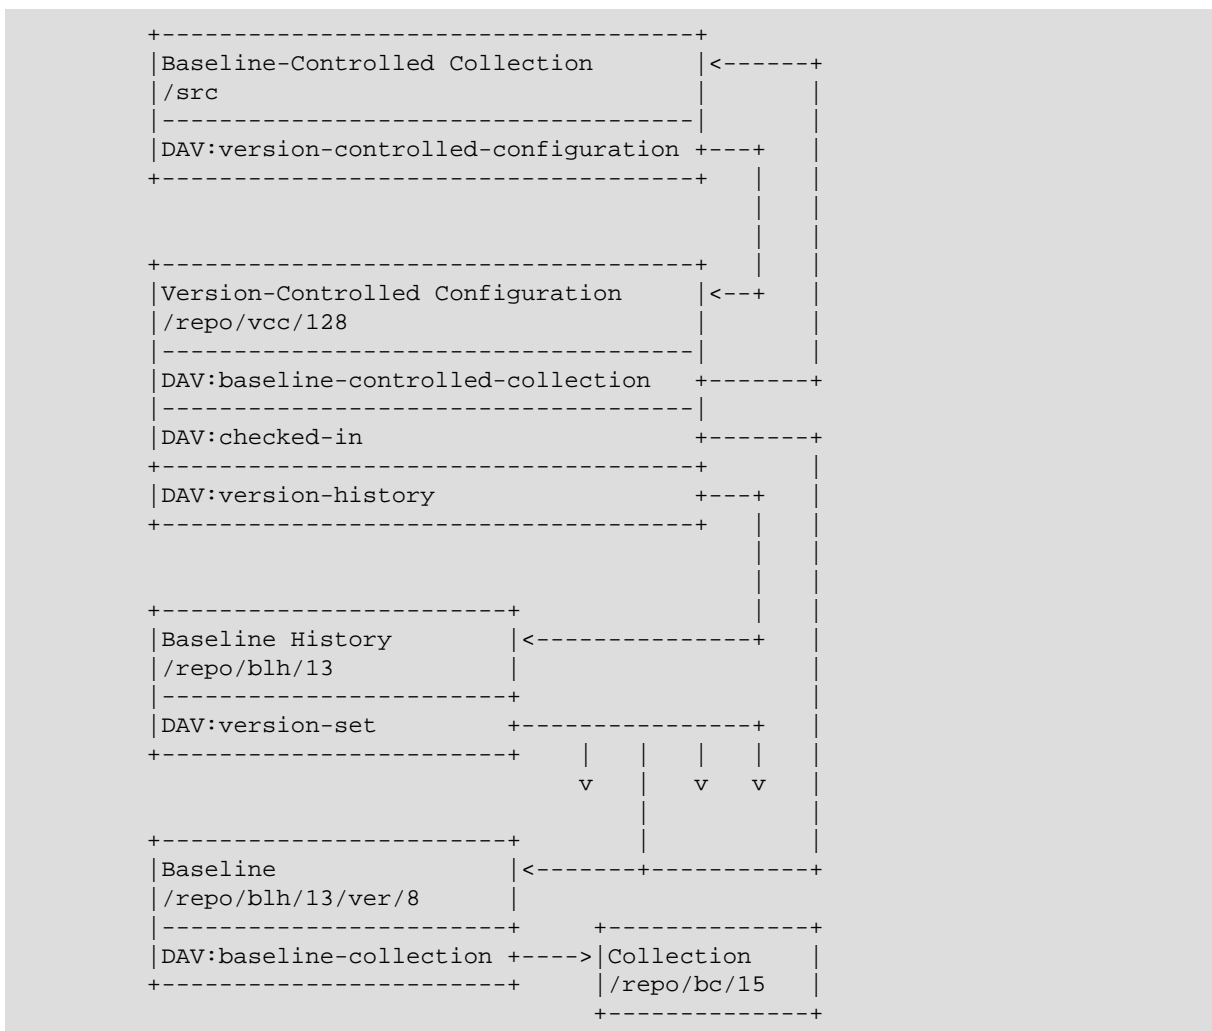 +-------------------------------------+
|Baseline-Controlled Collection       |<------+
|/src                                 |       |
|-------------------------------------|       |
|DAV:version-controlled-configuration +---+   |
+-------------------------------------+   |   |
                                          |   |
                                          |   |
+-------------------------------------+   |   |
|Version-Controlled Configuration     |<--+   |
|/repo/vcc/128                        |       |
|-------------------------------------|       |
|DAV:baseline-controlled-collection   +-------+
|-------------------------------------|
|DAV:checked-in                       +-------+
+-------------------------------------+       |
|DAV:version-history                  +---+   |
+-------------------------------------+   |   |
                                          |   |
                                          |   |
+------------------------+                |   |
|Baseline History        |<---------------+   |
|/repo/blh/13            |                    |
|------------------------+                    |
|DAV:version-set         +----------------+   |
+------------------------+    |   |   |   |   |
                              v   |   v   v   |
                                  |           |
+------------------------+        |           |
|Baseline                |<-------+-----------+
|/repo/blh/13/ver/8      |
|------------------------+     +--------------+
|DAV:baseline-collection +---->|Collection    |
+------------------------+     |/repo/bc/15   |
                               +--------------+